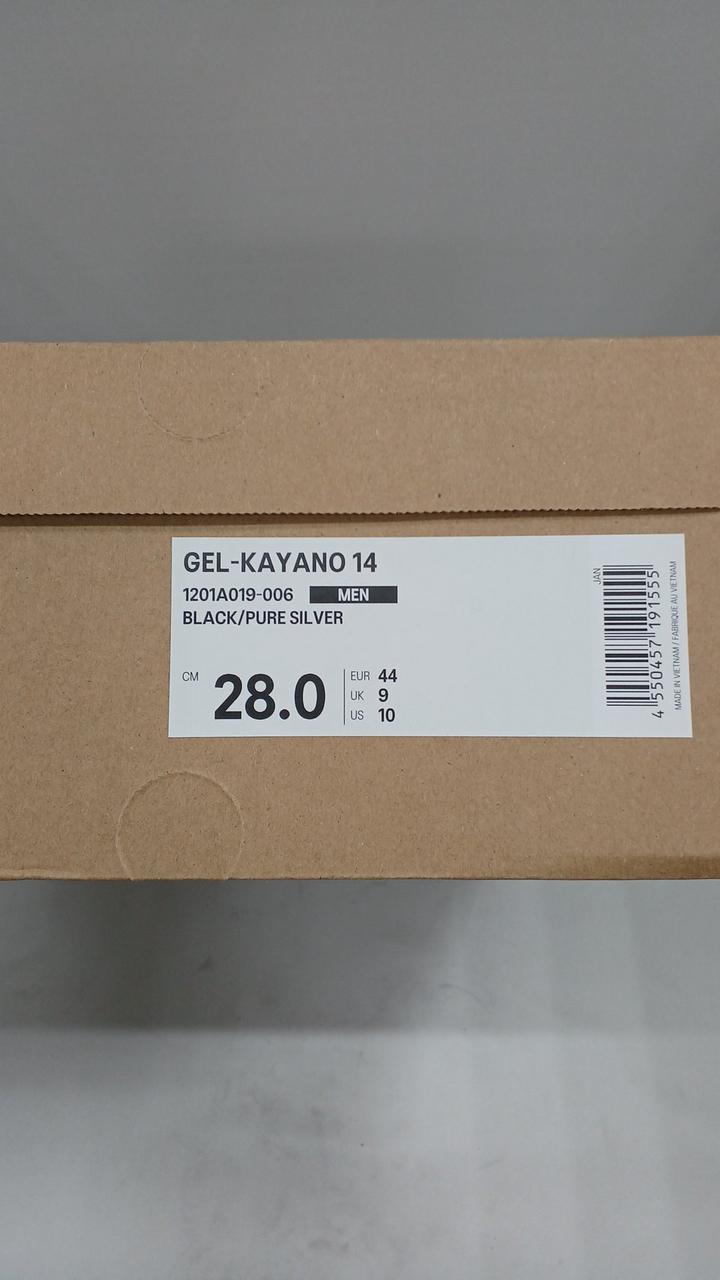 GEL-KAYANO 14
1201A019-006 MEN
BLACK/PURE SILVER
CM 28.0
EUR 44
UK 9
US 10
JAN
4 550457 191555
MADE IN VIETNAM / FABRIQUE AU VIETNAM